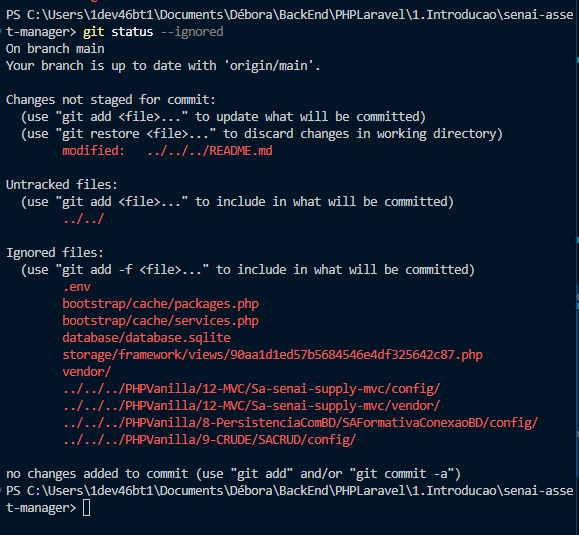 PS C:\Users\1dev46bt1\Documents\Débora\BackEnd\PHPLaravel\1.Introducao\senai-asse
t-manager> git status --ignored
On branch main
Your branch is up to date with 'origin/main'.
Changes not staged for commit:
  (use "git add <file>..." to update what will be committed)
  (use "git restore <file>..." to discard changes in working directory)
        modified:   ../../../README.md
Untracked files:
  (use "git add <file>..." to include in what will be committed)
        ../../
Ignored files:
  (use "git add -f <file>..." to include in what will be committed)
        .env
        bootstrap/cache/packages.php
        bootstrap/cache/services.php
        database/database.sqlite
        storage/framework/views/90aa1d1ed57b5684546e4df325642c87.php
        vendor/
        ../../../PHPVanilla/12-MVC/Sa-senai-supply-mvc/config/
        ../../../PHPVanilla/12-MVC/Sa-senai-supply-mvc/vendor/
        ../../../PHPVanilla/8-PersistenciaComBD/SAFormativaConexaoBD/config/
        ../../../PHPVanilla/9-CRUDE/SACRUD/config/
no changes added to commit (use "git add" and/or "git commit -a")
PS C:\Users\1dev46bt1\Documents\Débora\BackEnd\PHPLaravel\1.Introducao\senai-asse
t-manager>